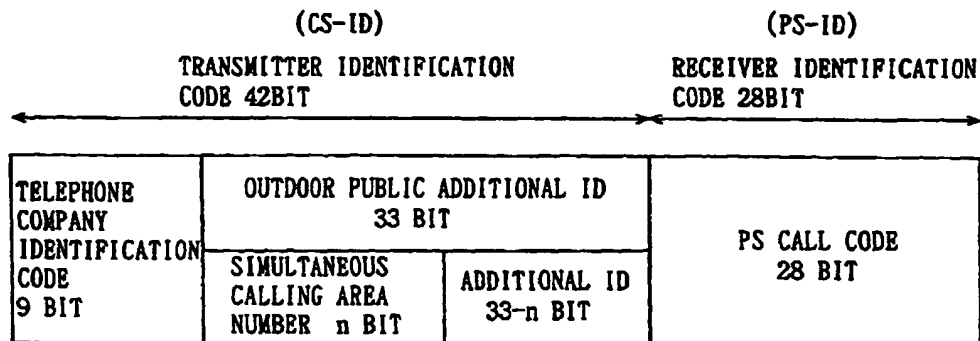 (CS-ID)
TRANSMITTER IDENTIFICATION
CODE 42BIT
(PS-ID)
RECEIVER IDENTIFICATION
CODE 28BIT
TELEPHONE
COMPANY
IDENTIFICATION
CODE
9 BIT
OUTDOOR PUBLIC ADDITIONAL ID
33 BIT
SIMULTANEOUS
CALLING AREA
NUMBER n BIT
ADDITIONAL ID
33-n BIT
PS CALL CODE
28 BIT